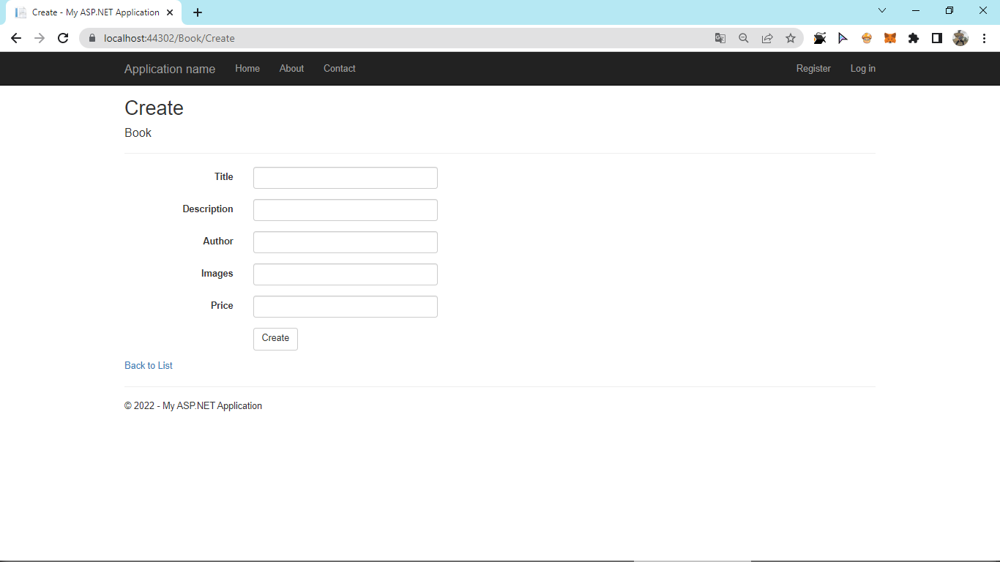 Create - My ASP.NET Application
localhost:44302/Book/Create
Application name Home About Contact Register Log in
Create
Book
Title
Description
Author
Images
Price
Create
Back to List
© 2022 - My ASP.NET Application